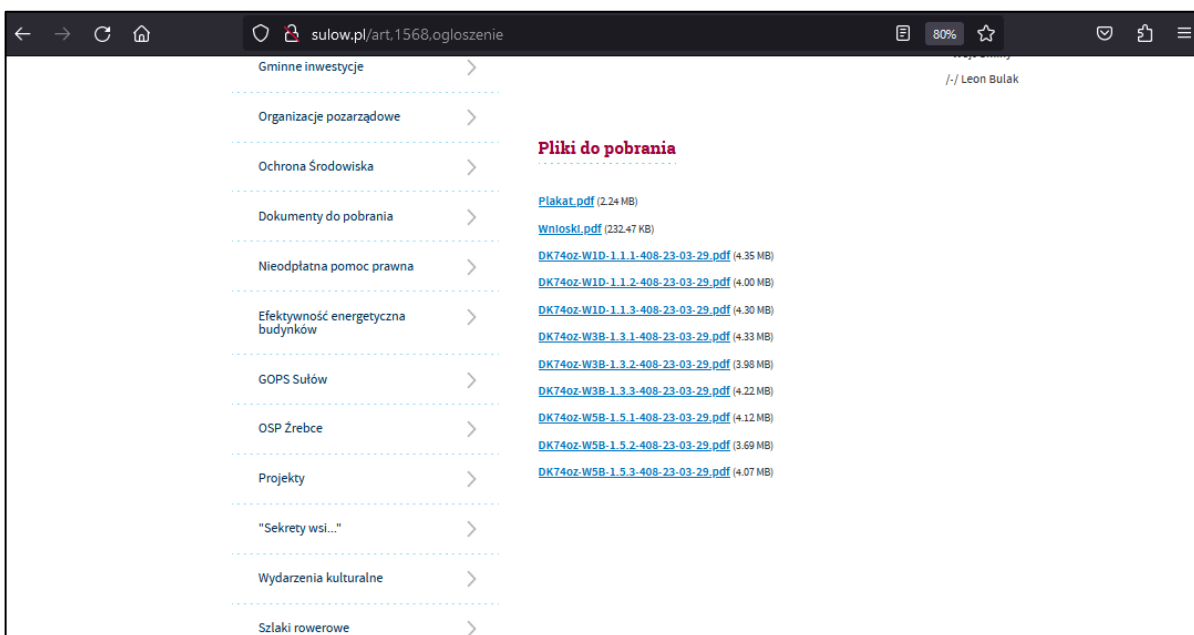 sulow.pl/art,1568,ogloszenie
80%
Gminne inwestycje
Organizacje pozarządowe
Ochrona Środowiska
Dokumenty do pobrania
Nieodpłatna pomoc prawna
Efektywność energetyczna
budynków
GOPS Sułów
OSP Źrebce
Projekty
"Sekrety wsi..."
Wydarzenia kulturalne
Szlaki rowerowe
/-/ Leon Bulak
Pliki do pobrania
Plakat.pdf (2.24 MB)
Wnioski.pdf (232.47 KB)
DK74oz-W1D-1.1.1-408-23-03-29.pdf (4.35 MB)
DK74oz-W1D-1.1.2-408-23-03-29.pdf (4.00 MB)
DK74oz-W1D-1.1.3-408-23-03-29.pdf (4.30 MB)
DK74oz-W3B-1.3.1-408-23-03-29.pdf (4.33 MB)
DK74oz-W3B-1.3.2-408-23-03-29.pdf (3.98 MB)
DK74oz-W3B-1.3.3-408-23-03-29.pdf (4.22 MB)
DK74oz-W5B-1.5.1-408-23-03-29.pdf (4.12 MB)
DK74oz-W5B-1.5.2-408-23-03-29.pdf (3.69 MB)
DK74oz-W5B-1.5.3-408-23-03-29.pdf (4.07 MB)